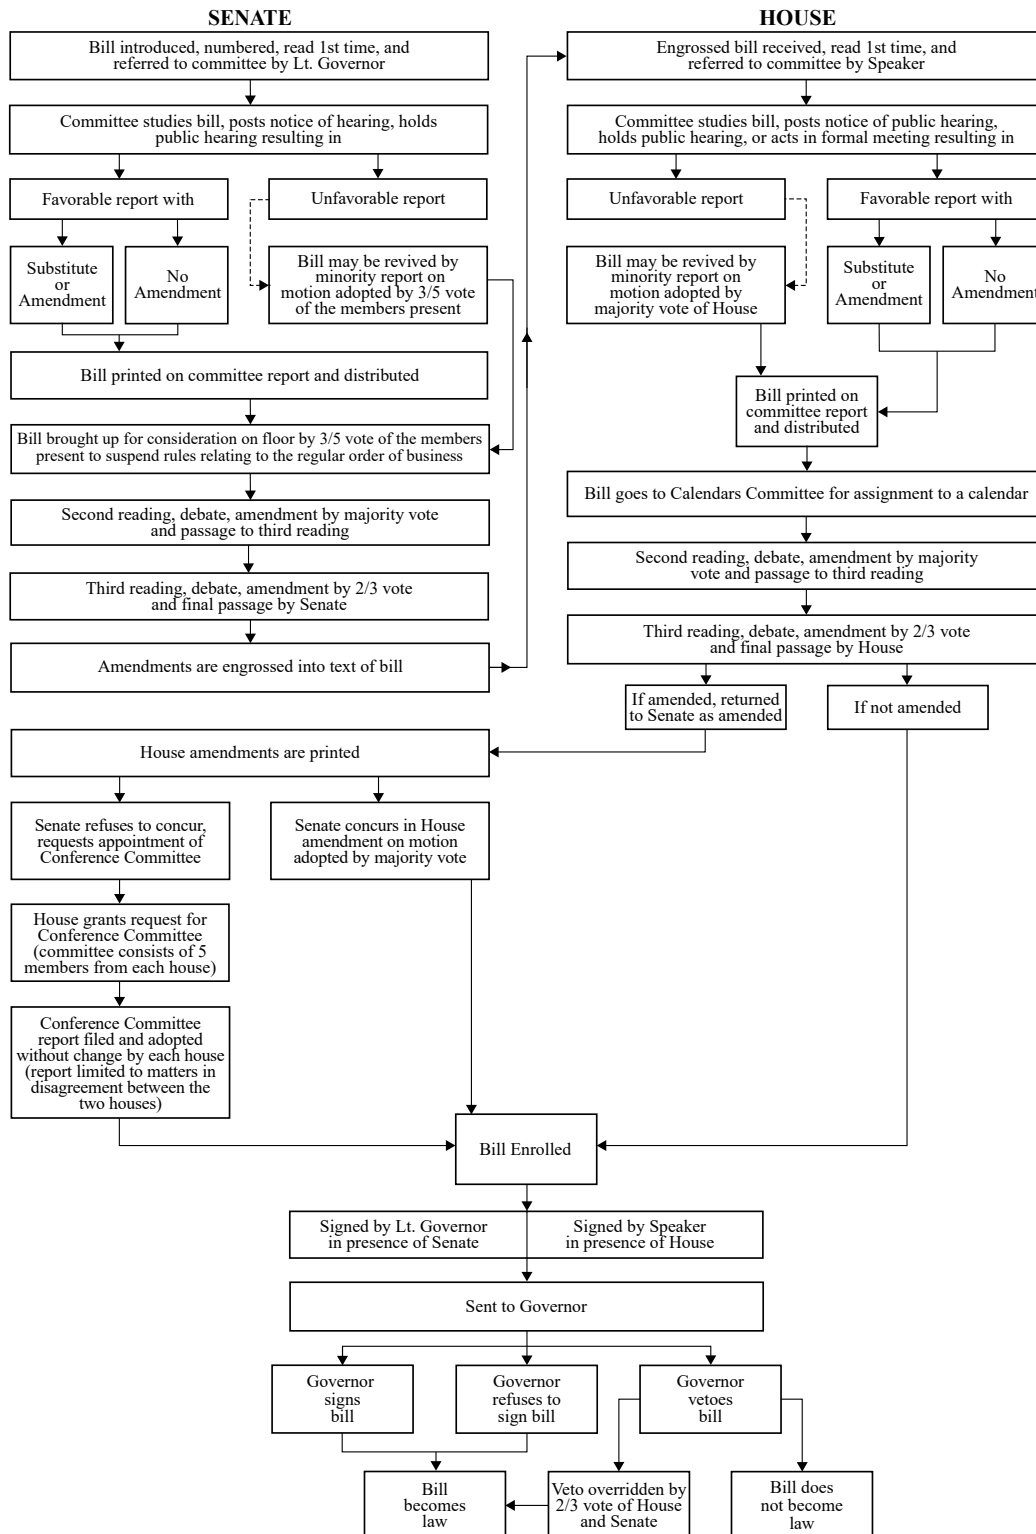 SENATE
HOUSE
Bill introduced, numbered, read 1st time, and
referred to committee by Lt. Governor
Engrossed bill received, read 1st time, and
referred to committee by Speaker
Committee studies bill, posts notice of hearing, holds
public hearing resulting in
Committee studies bill, posts notice of public hearing,
holds public hearing, or acts in formal meeting resulting in
Favorable report with
Unfavorable report
Unfavorable report
Favorable report with
Substitute
or
Amendment
No
Amendment
Bill may be revived by
minority report on
motion adopted by 3/5 vote
of the members present
Bill may be revived by
minority report on
motion adopted by
majority vote of House
Substitute
or
Amendment
No
Amendment
Bill printed on committee report and distributed
Bill printed on
committee report
and distributed
Bill brought up for consideration on floor by 3/5 vote of the members
present to suspend rules relating to the regular order of business
Bill goes to Calendars Committee for assignment to a calendar
Second reading, debate, amendment by majority vote
and passage to third reading
Second reading, debate, amendment by majority
vote and passage to third reading
Third reading, debate, amendment by 2/3 vote
and final passage by Senate
Third reading, debate, amendment by 2/3 vote
and final passage by House
Amendments are engrossed into text of bill
If amended, returned
to Senate as amended
If not amended
House amendments are printed
Senate refuses to concur,
requests appointment of
Conference Committee
Senate concurs in House
amendment on motion
adopted by majority vote
House grants request for
Conference Committee
(committee consists of 5
members from each house)
Conference Committee
report filed and adopted
without change by each house
(report limited to matters in
disagreement between the
two houses)
Bill Enrolled
Signed by Lt. Governor
in presence of Senate
Signed by Speaker
in presence of House
Sent to Governor
Governor
signs
bill
Governor
refuses to
sign bill
Governor
vetoes
bill
Bill
becomes
law
Veto overridden by
2/3 vote of House
and Senate
Bill does
not become
law